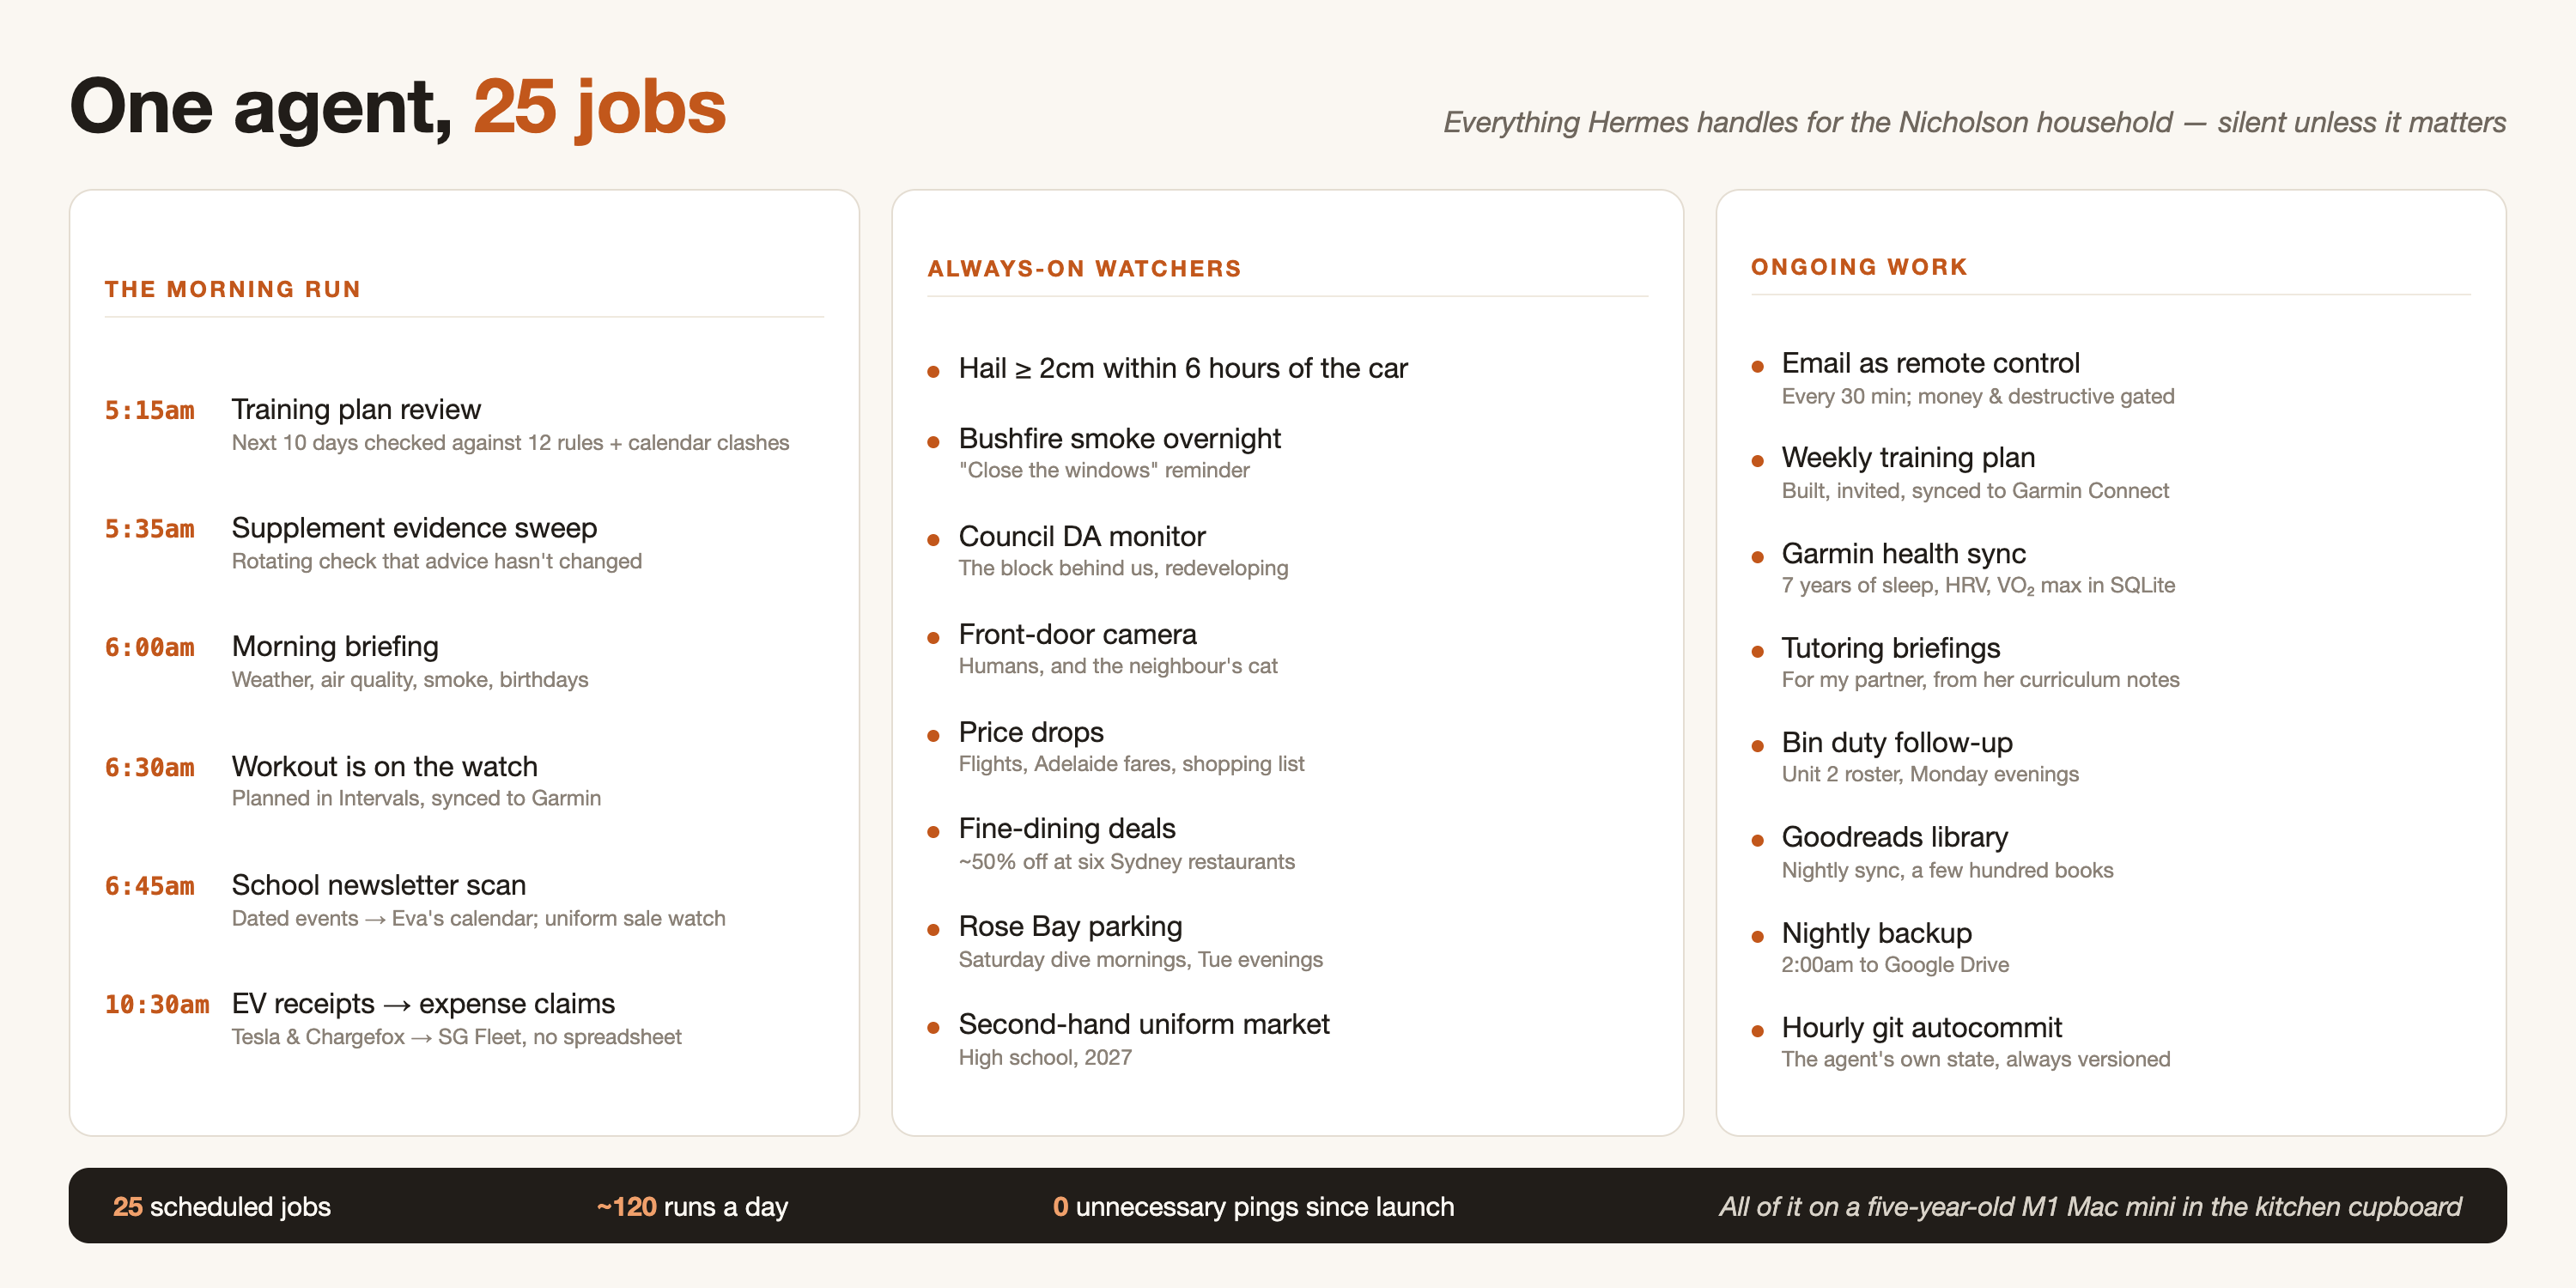 One agent, 25 jobs
Everything Hermes handles for the Nicholson household — silent unless it matters
THE MORNING RUN
5:15am Training plan review
Next 10 days checked against 12 rules + calendar clashes
5:35am Supplement evidence sweep
Rotating check that advice hasn't changed
6:00am Morning briefing
Weather, air quality, smoke, birthdays
6:30am Workout is on the watch
Planned in Intervals, synced to Garmin
6:45am School newsletter scan
Dated events → Eva's calendar; uniform sale watch
10:30am EV receipts → expense claims
Tesla & Chargefox → SG Fleet, no spreadsheet
ALWAYS-ON WATCHERS
Hail ≥ 2cm within 6 hours of the car
Bushfire smoke overnight
"Close the windows" reminder
Council DA monitor
The block behind us, redeveloping
Front-door camera
Humans, and the neighbour's cat
Price drops
Flights, Adelaide fares, shopping list
Fine-dining deals
~50% off at six Sydney restaurants
Rose Bay parking
Saturday dive mornings, Tue evenings
Second-hand uniform market
High school, 2027
ONGOING WORK
Email as remote control
Every 30 min; money & destructive gated
Weekly training plan
Built, invited, synced to Garmin Connect
Garmin health sync
7 years of sleep, HRV, VO₂ max in SQLite
Tutoring briefings
For my partner, from her curriculum notes
Bin duty follow-up
Unit 2 roster, Monday evenings
Goodreads library
Nightly sync, a few hundred books
Nightly backup
2:00am to Google Drive
Hourly git autocommit
The agent's own state, always versioned
25 scheduled jobs
~120 runs a day
0 unnecessary pings since launch
All of it on a five-year-old M1 Mac mini in the kitchen cupboard